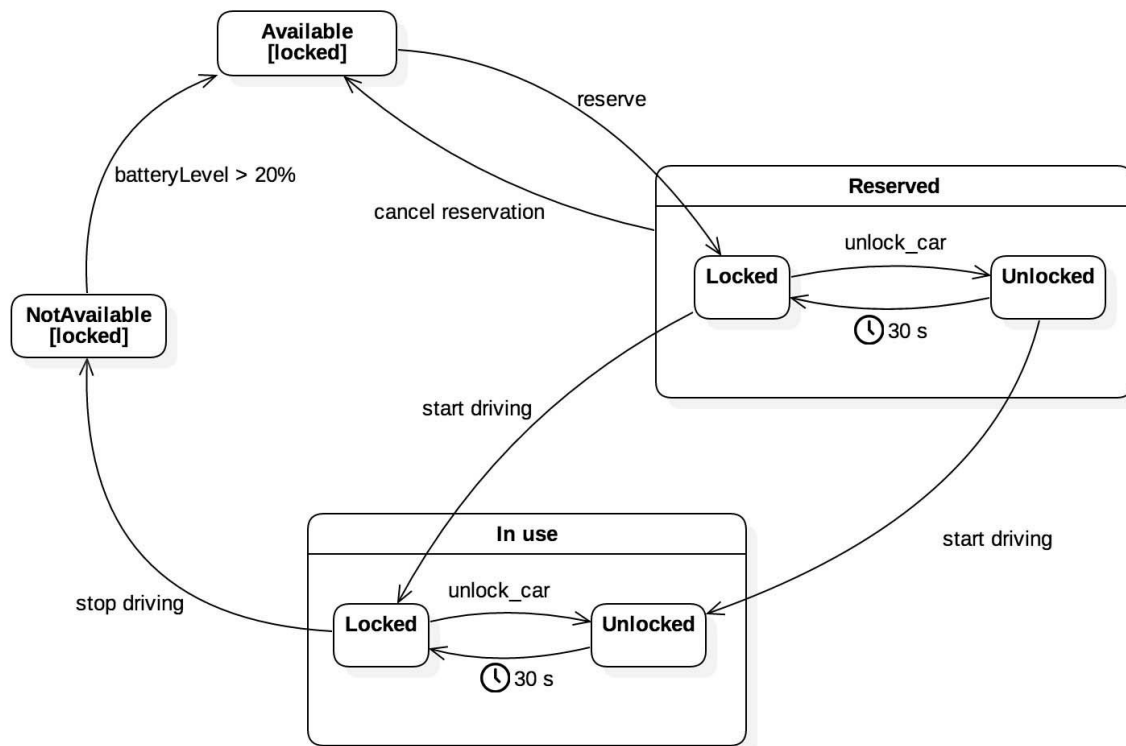 Available
[locked]
reserve
batteryLevel > 20%
Reserved
cancel reservation
unlock_car
Locked
Unlocked
NotAvailable
[locked]
30 s
start driving
In use
start driving
unlock_car
stop driving
Locked
Unlocked
30 s